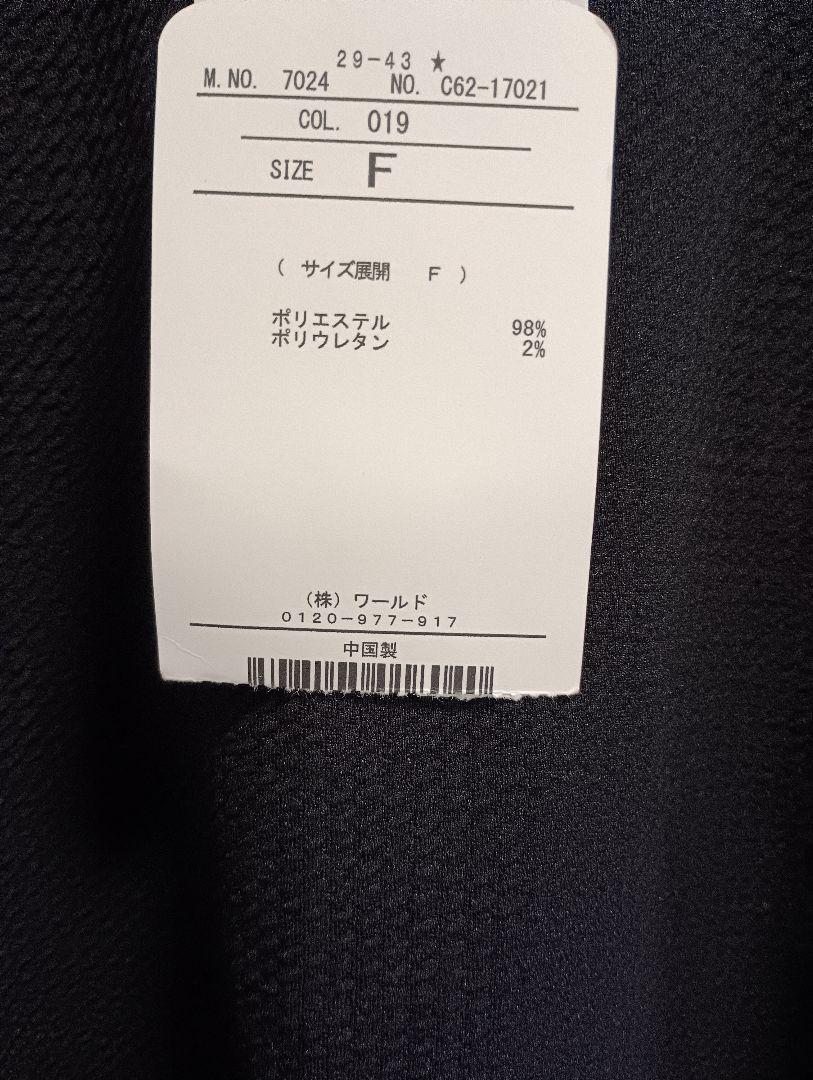 29-43 ★
M.NO. 7024 NO. C62-17021
COL. 019
SIZE F
( サイズ展開 F )
ポリエステル 98%
ポリウレタン 2%
(株)ワールド
0120-977-917
中国製